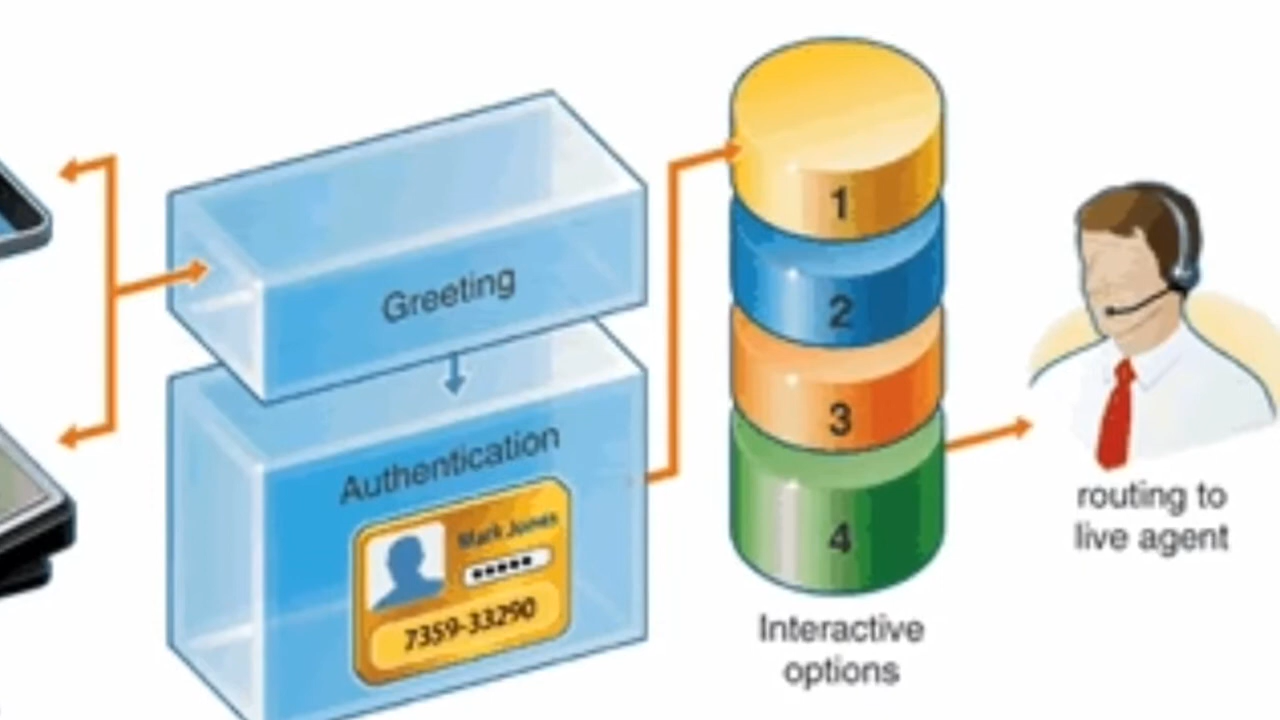 Greeting
Authentication
Mark Jones
7359-33290
1
2
3
4
Interactive
options
routing to
live agent